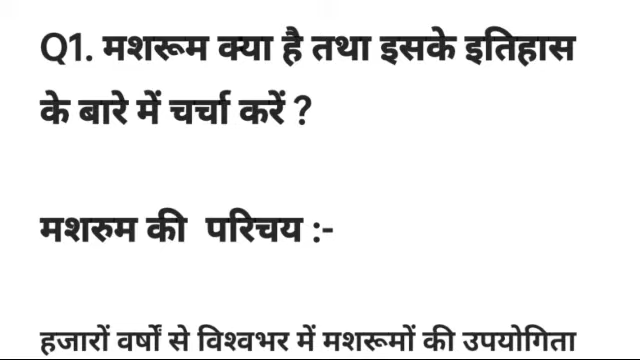 Q1. मशरूम क्या है तथा इसके इतिहास
के बारे में चर्चा करें ?
मशरुम की परिचय :-
हजारों वर्षों से विश्वभर में मशरूमों की उपयोगिता